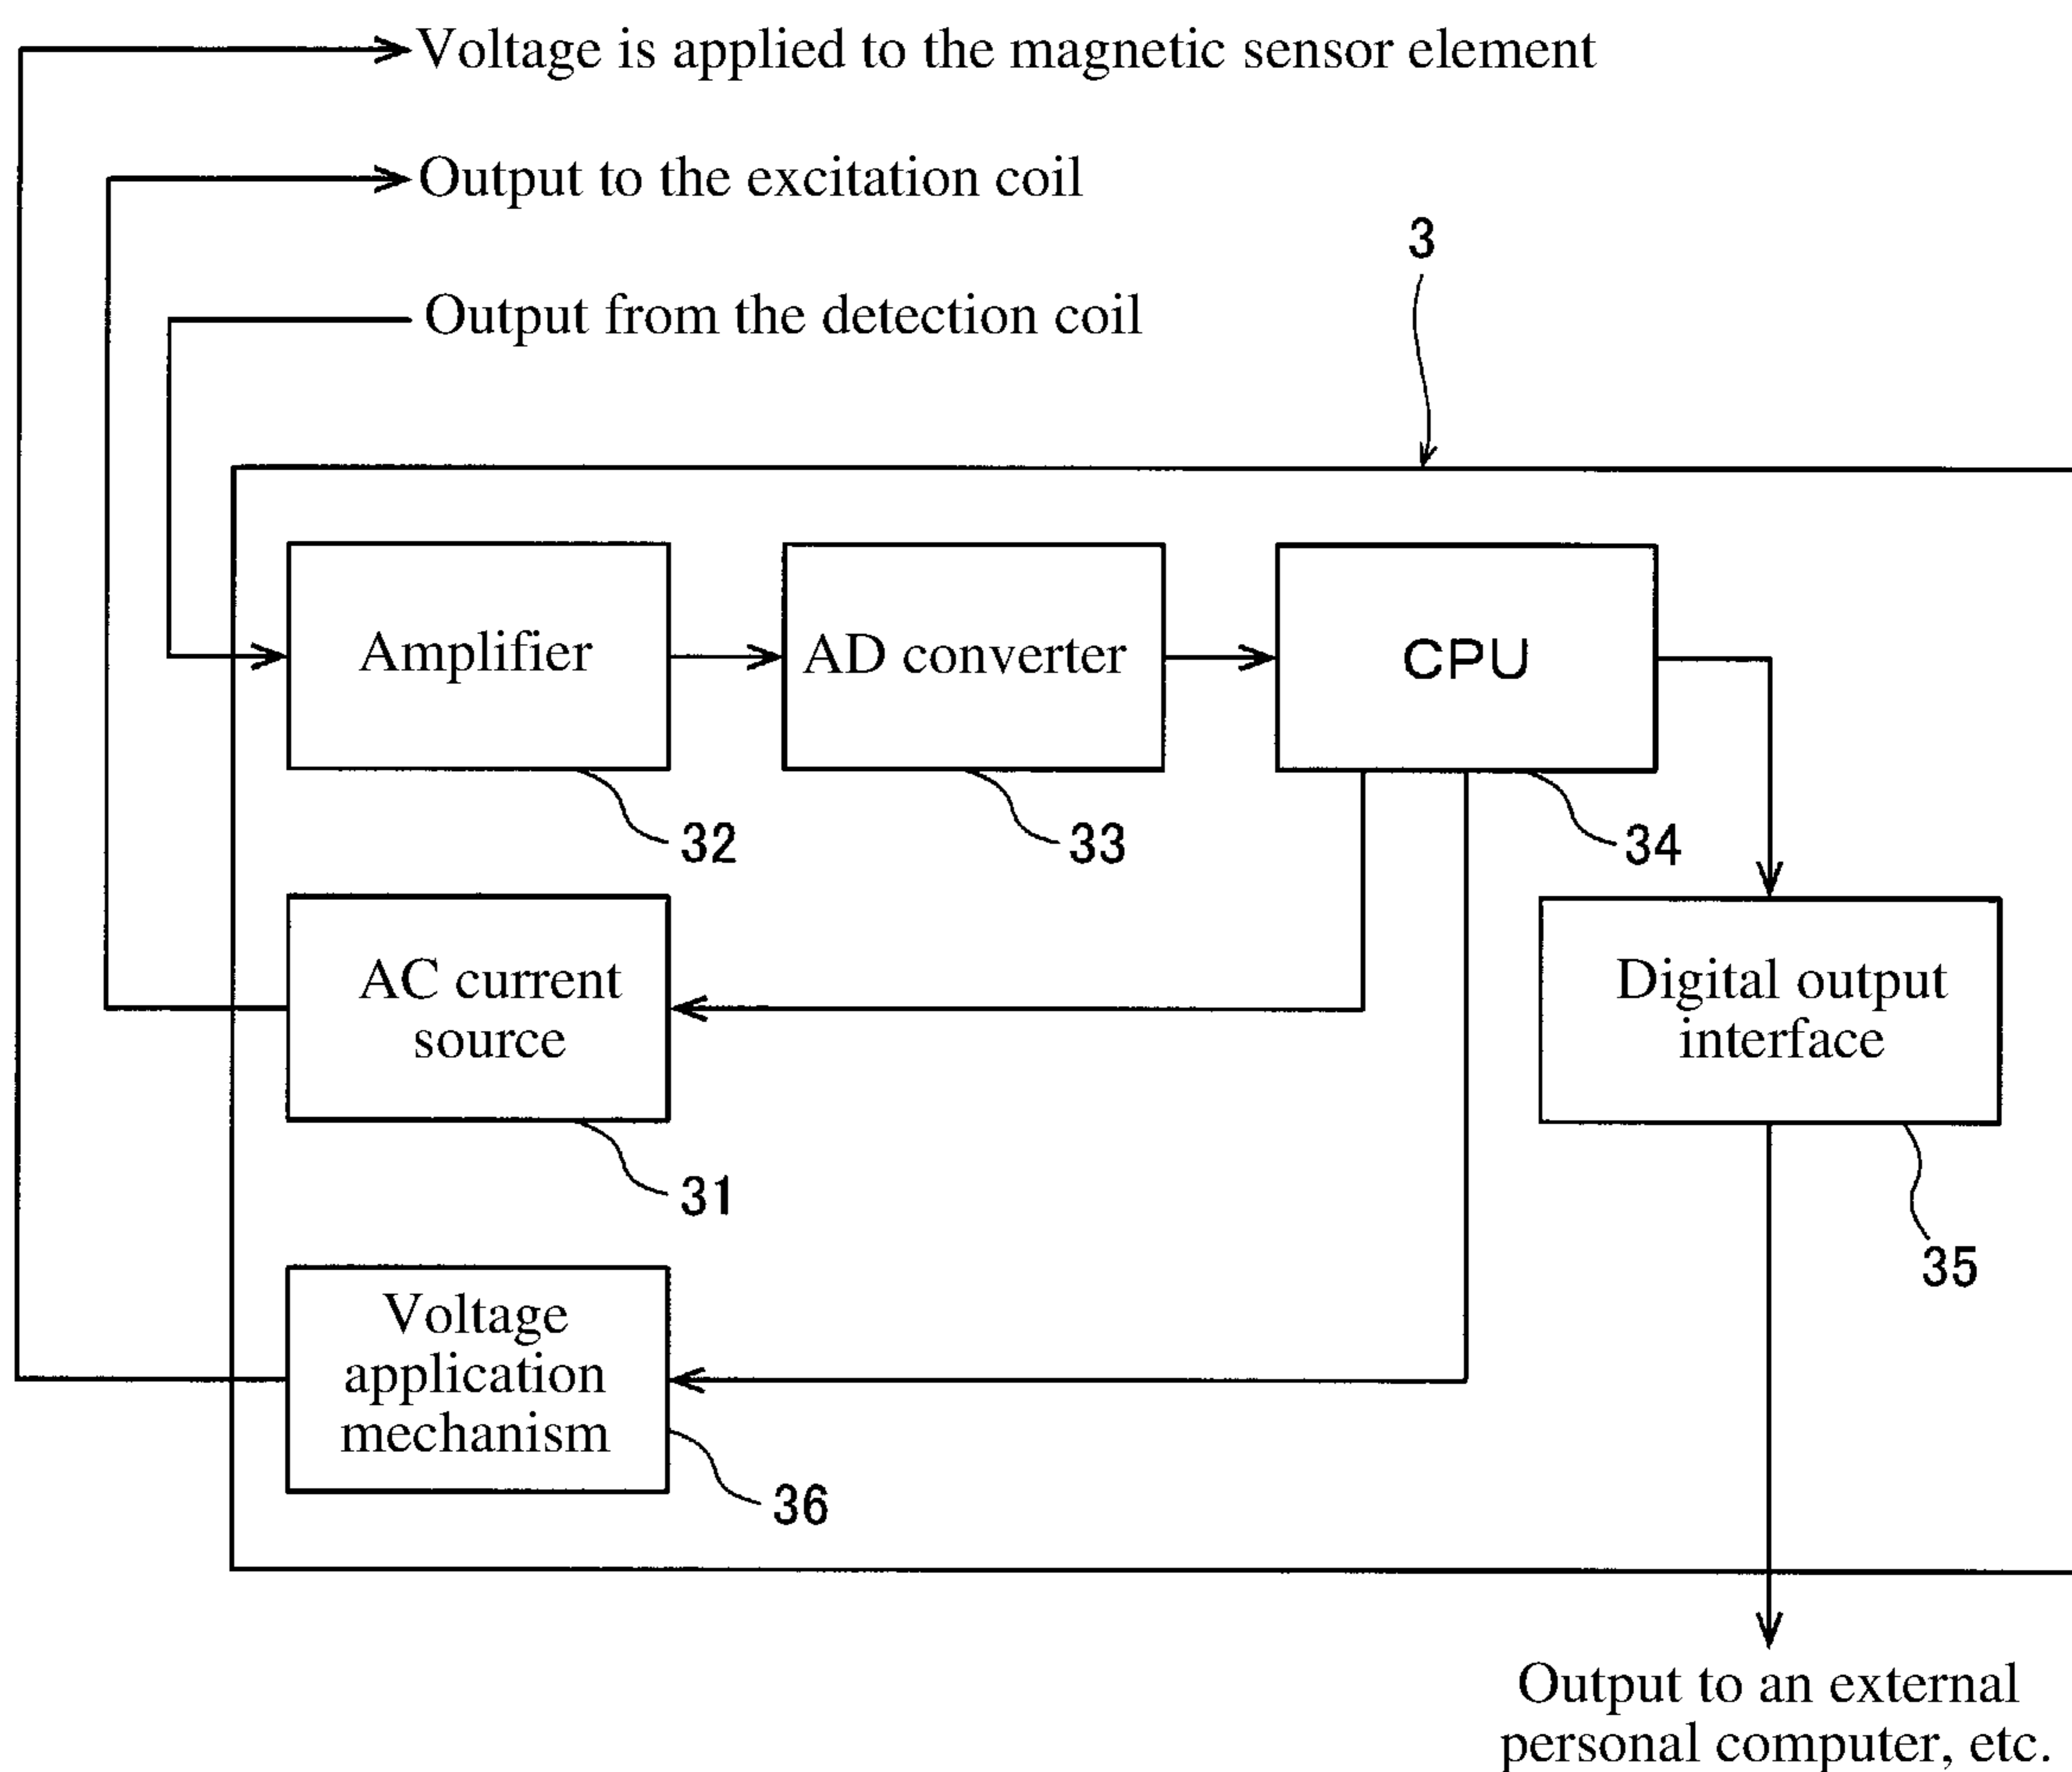 Voltage is applied to the magnetic sensor element
Output to the excitation coil
3
Output from the detection coil
Amplifier
AD converter
CPU
32
33
34
AC current
source
Digital output
interface
31
35
Voltage
application
mechanism
36
Output to an external
personal computer, etc.